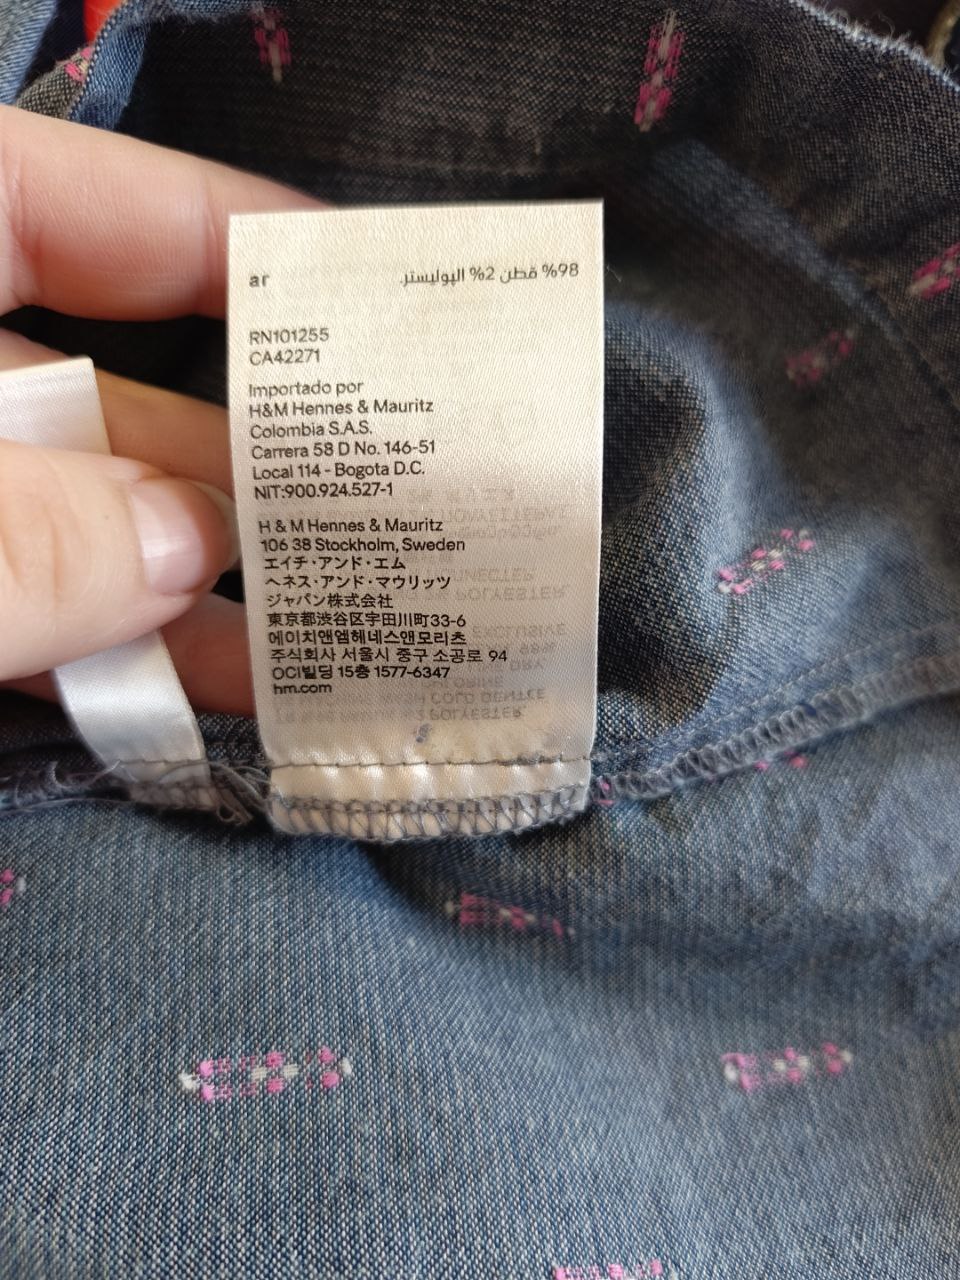 ar 98% قطن 2% البوليستر.
RN101255
CA42271
Importado por
H&M Hennes & Mauritz
Colombia S.A.S.
Carrera 58 D No. 146-51
Local 114 - Bogota D.C.
NIT:900.924.527-1
H & M Hennes & Mauritz
106 38 Stockholm, Sweden
エイチ・アンド・エム
ヘネス・アンド・マウリッツ
ジャパン株式会社
東京都渋谷区宇田川町33-6
에이치앤엠헤네스앤모리츠
주식회사 서울시 중구 소공로 94
OCI빌딩 15층 1577-6347
hm.com